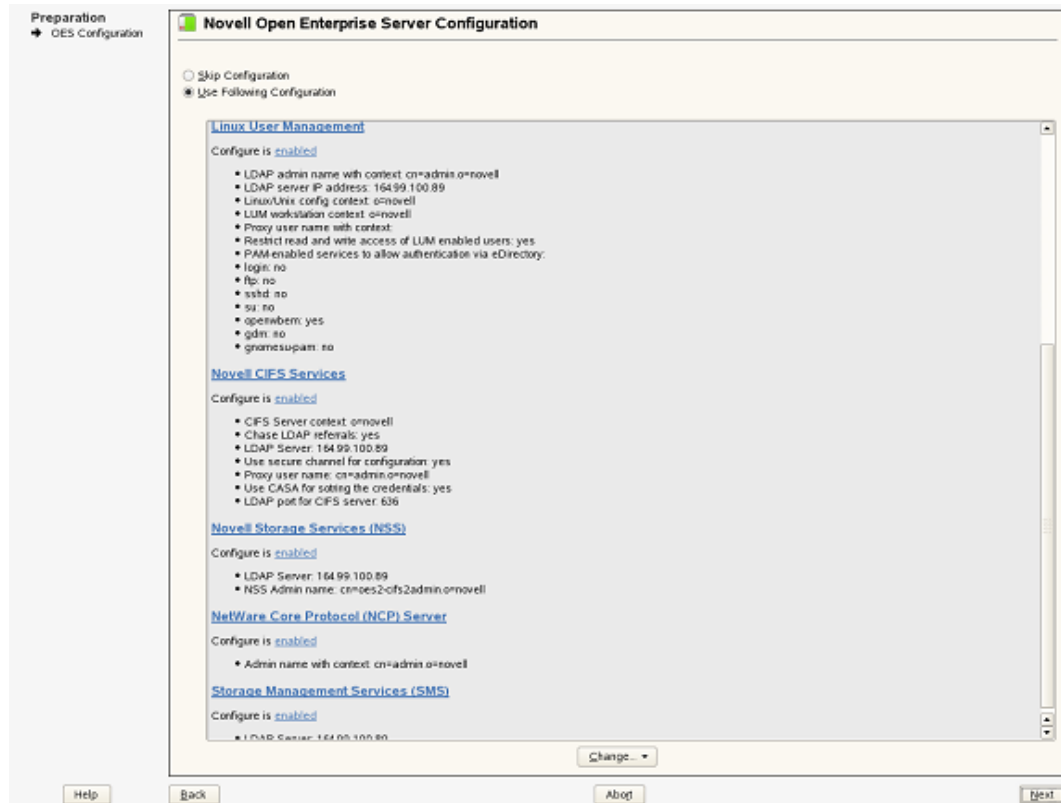 Preparation
OES Configuration
Novell Open Enterprise Server Configuration
Skip Configuration
Use Following Configuration
Linux User Management
Configure is enabled
LDAP admin name with context: cn=admin.o=novell
LDAP server IP address: 164.99.100.89
Linux/Unix config context: o=novell
LUM workstation context: o=novell
Proxy user name with context:
Restrict read and write access of LUM enabled users: yes
PAM-enabled services to allow authentication via eDirectory:
login: no
ftp: no
sshd: no
su: no
openwbem: yes
gdm: no
gnomesu-pam: no
Novell CIFS Services
Configure is enabled
CIFS Server context: o=novell
Chase LDAP referrals: yes
LDAP Server: 164.99.100.89
Use secure channel for configuration: yes
Proxy user name: cn=admin.o=novell
Use CASA for sotring the credentials: yes
LDAP port for CIFS server: 636
Novell Storage Services (NSS)
Configure is enabled
LDAP Server: 164.99.100.89
NSS Admin name: cn=oes2-cifs2admin.o=novell
NetWare Core Protocol (NCP) Server
Configure is enabled
Admin name with context: cn=admin.o=novell
Storage Management Services (SMS)
Configure is enabled
LDAP Server: 164.99.100.89
Change...
Help
Back
Abort
Next